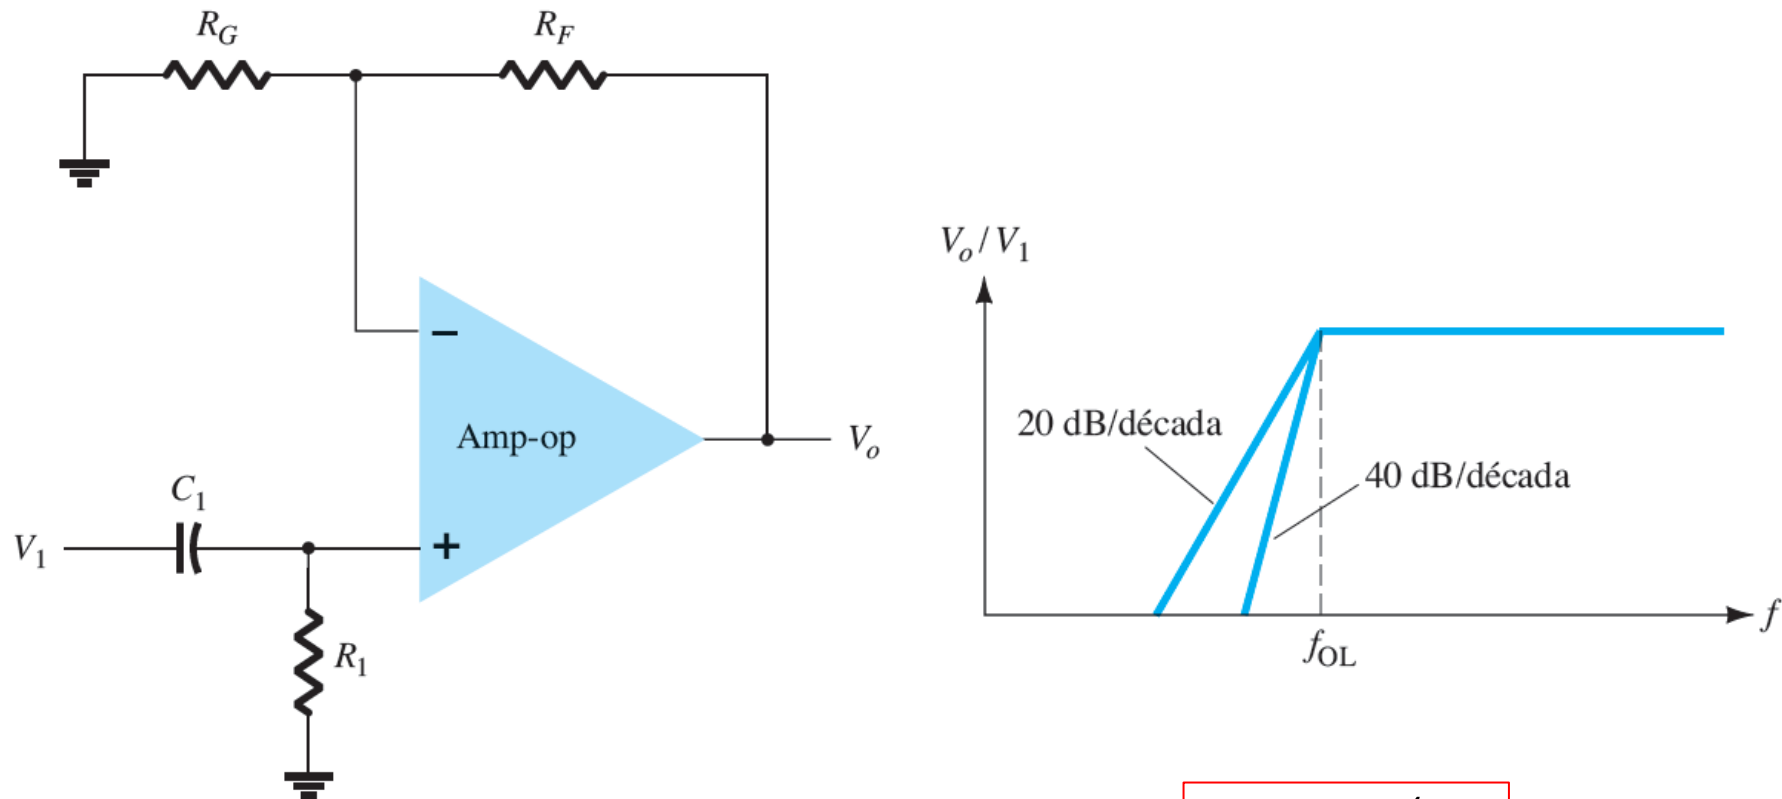 R_G
R_F
Amp-op
−
+
V_o
C_1
V_1
R_1
V_o / V_1
20 dB/década
40 dB/década
f_OL
f